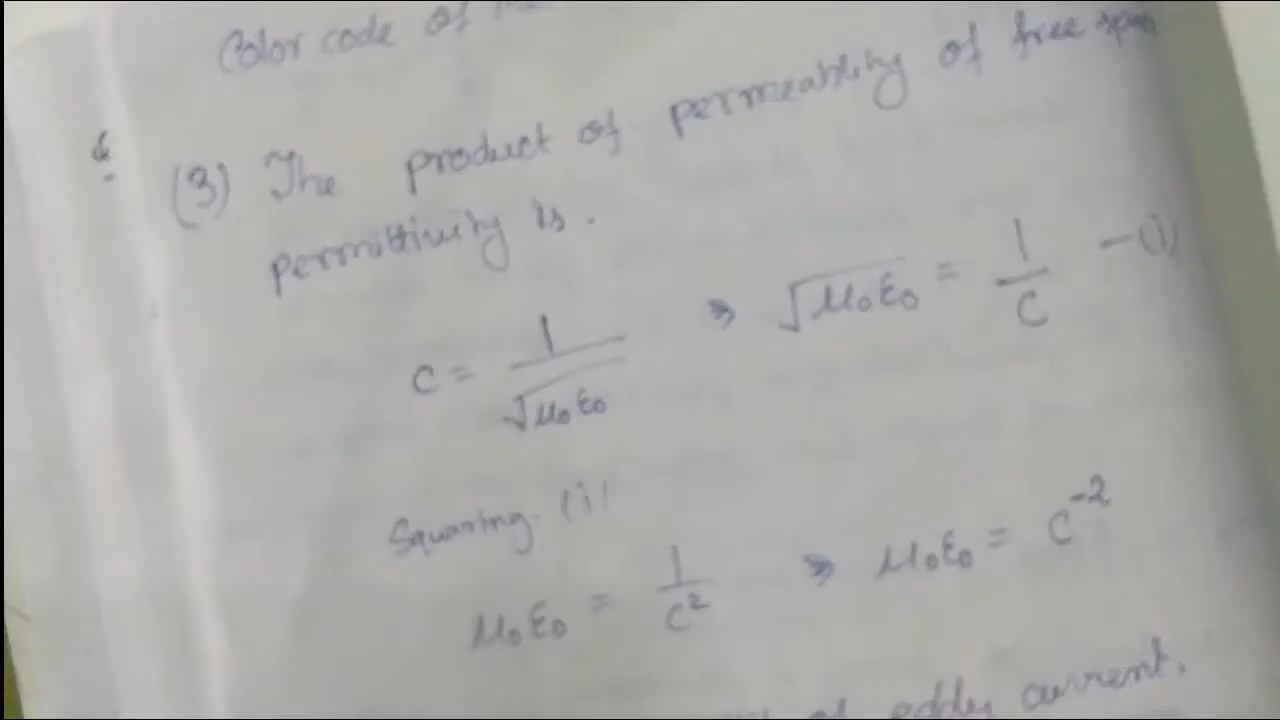 Color code of
(3) The product of permeability of free
permittivity is.
c = 1/√μ₀ε₀ ⇒ √μ₀ε₀ = 1/C —(i)
Squaring (i)
μ₀ε₀ = 1/c² ⇒ μ₀ε₀ = c⁻²
of eddy current.